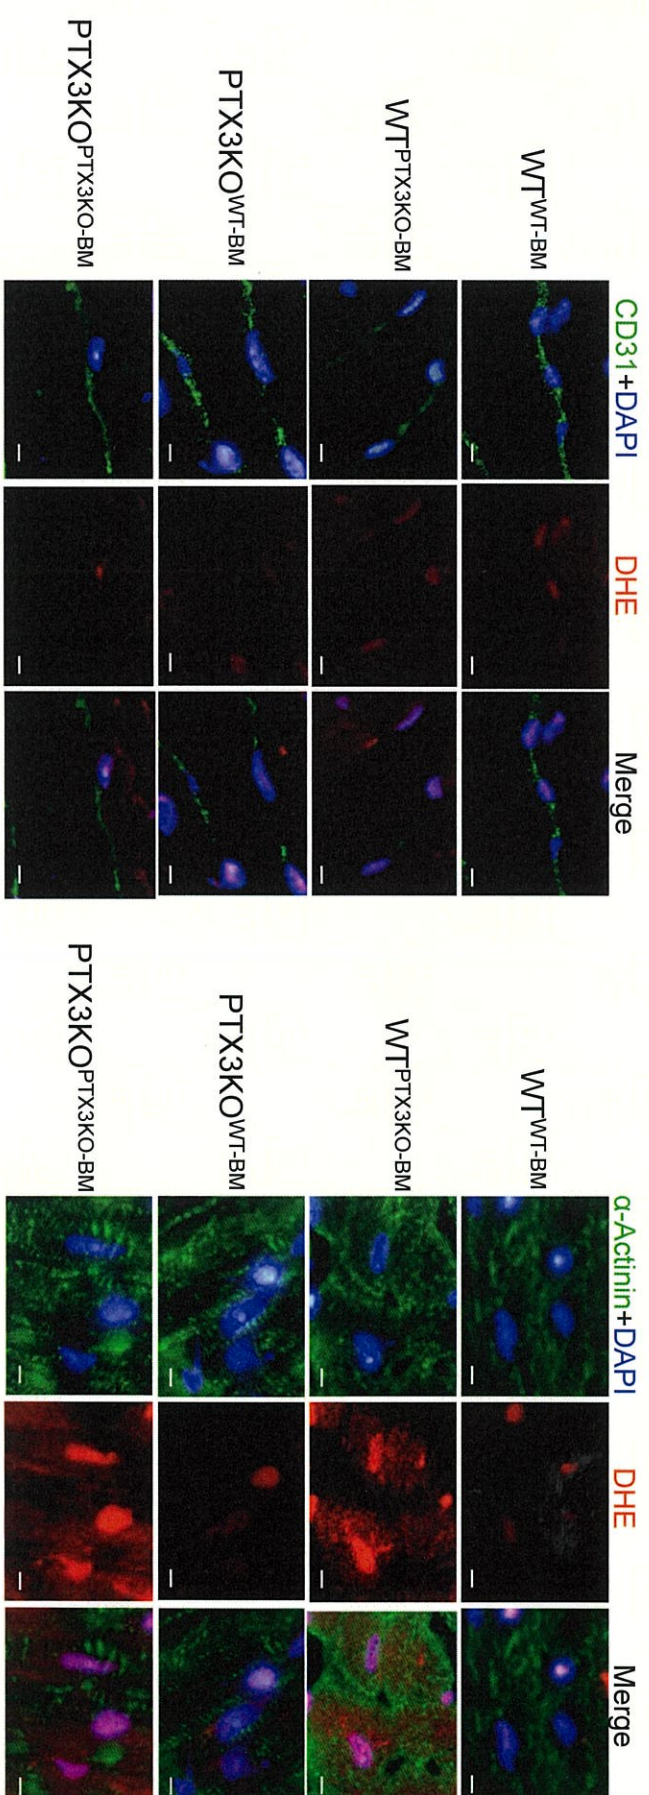 CD31+DAPI DHE Merge
WTWT-BM
WTPTX3KO-BM
PTX3KOWT-BM
PTX3KOPTX3KO-BM
α-Actinin+DAPI DHE Merge
WTWT-BM
WTPTX3KO-BM
PTX3KOWT-BM
PTX3KOPTX3KO-BM